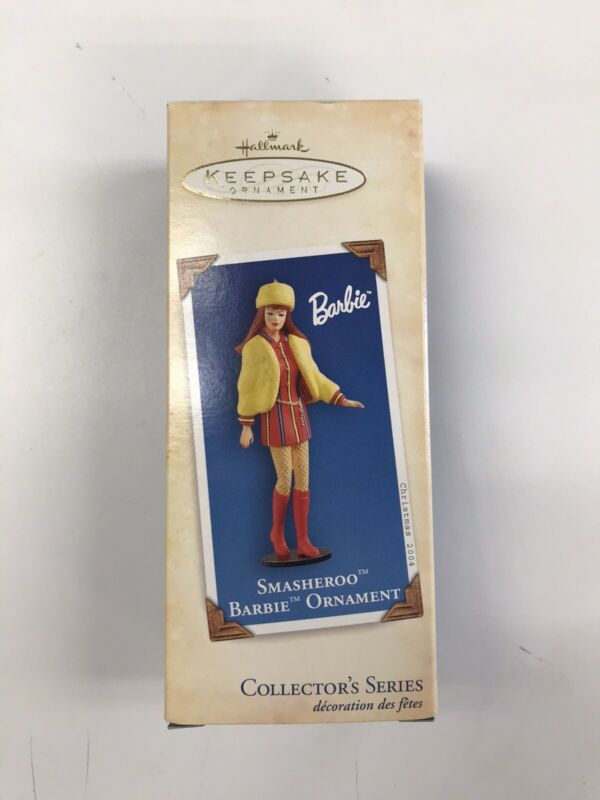 Hallmark
KEEPSAKE
ORNAMENT
Barbie™
Christmas 2004
SMASHEROO™
BARBIE™ ORNAMENT
COLLECTOR'S SERIES
décoration des fêtes